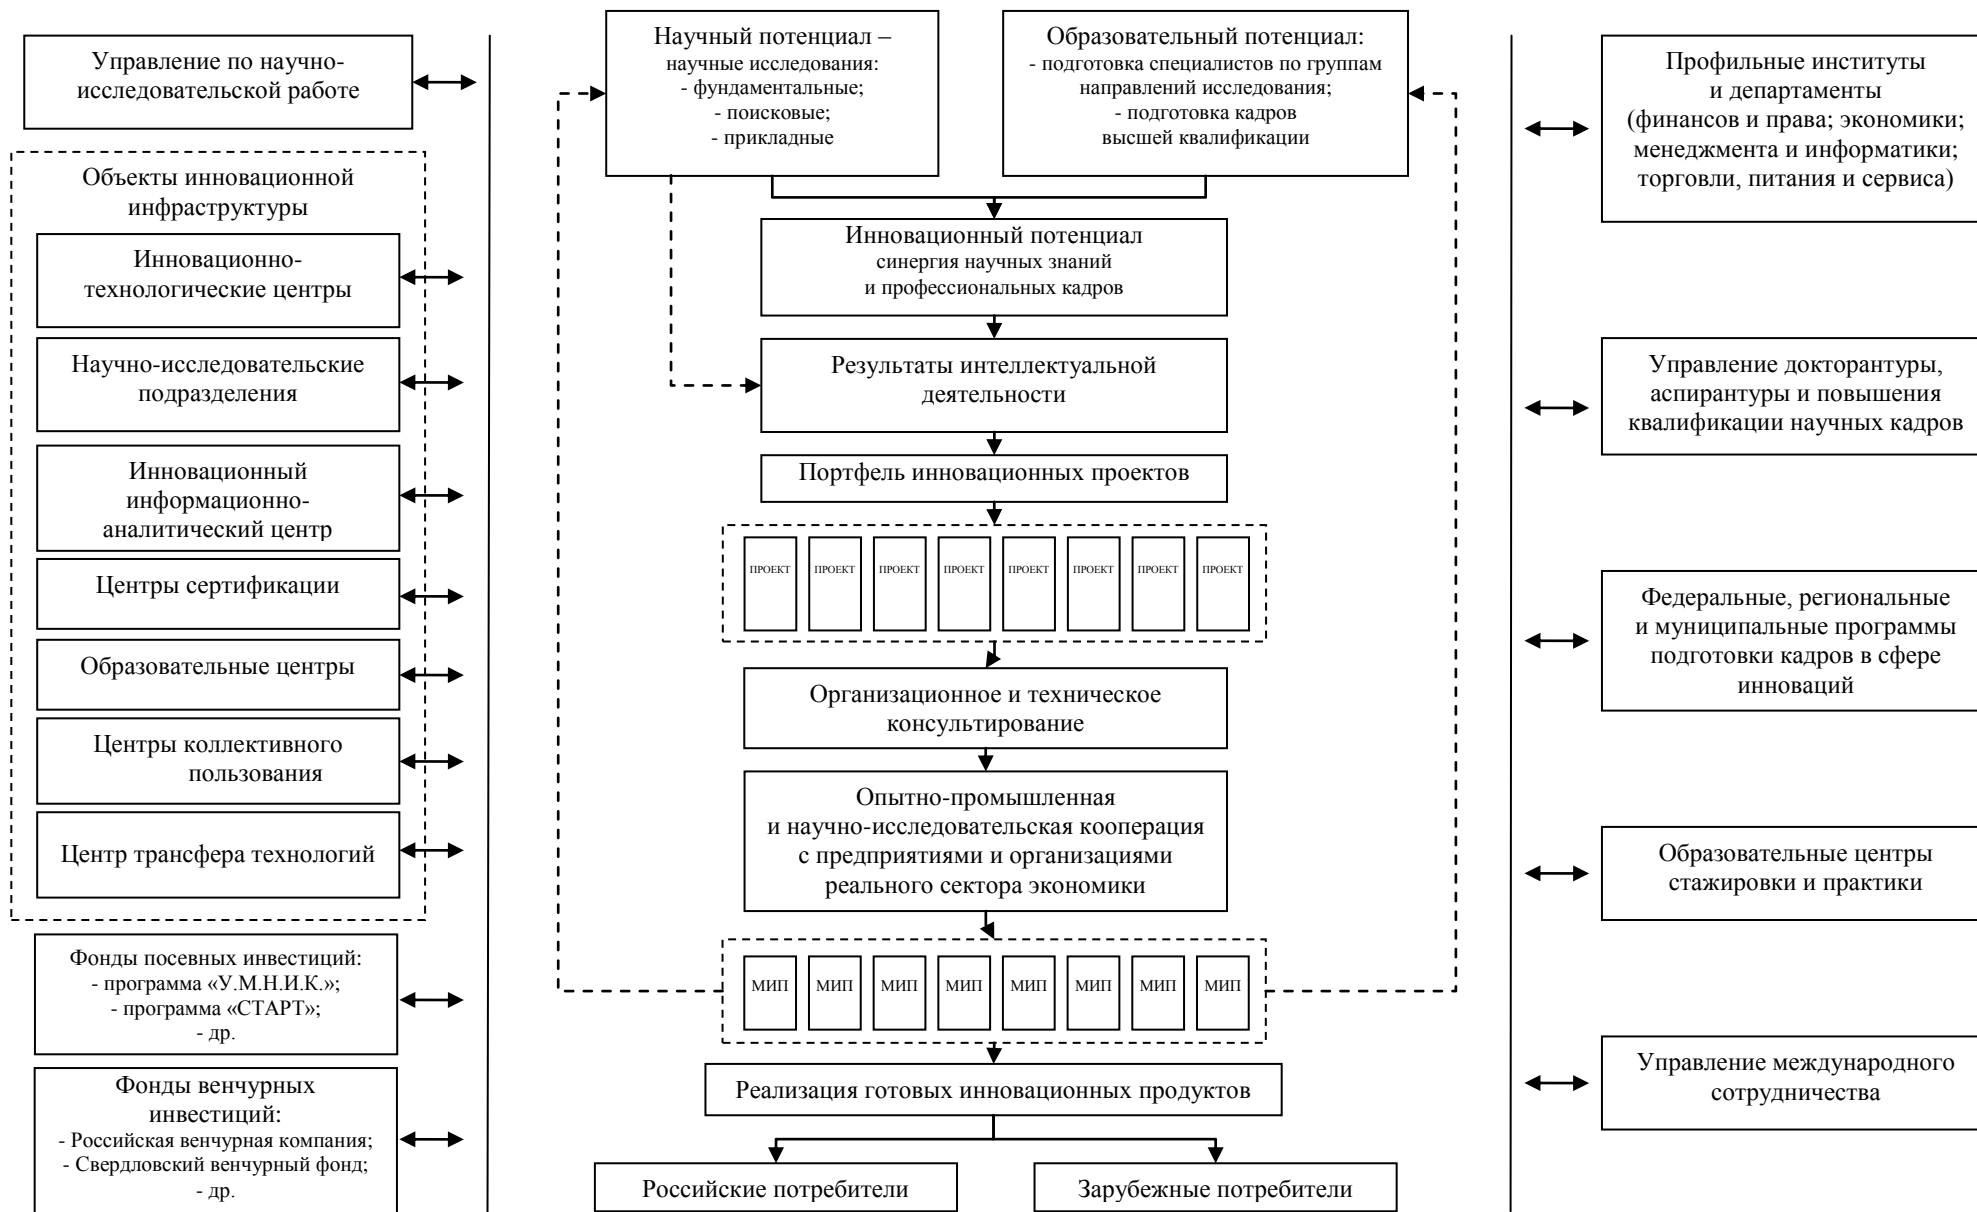 Управление по научно-
исследовательской работе
Объекты инновационной
инфраструктуры
Инновационно-
технологические центры
Научно-исследовательские
подразделения
Инновационный
информационно-
аналитический центр
Центры сертификации
Образовательные центры
Центры коллективного
пользования
Центр трансфера технологий
Фонды посевных инвестиций:
- программа «У.М.Н.И.К.»;
- программа «СТАРТ»;
- др.
Фонды венчурных
инвестиций:
- Российская венчурная компания;
- Свердловский венчурный фонд;
- др.
Научный потенциал –
научные исследования:
- фундаментальные;
- поисковые;
- прикладные
Образовательный потенциал:
- подготовка специалистов по группам
направлений исследования;
- подготовка кадров
высшей квалификации
Инновационный потенциал
синергия научных знаний
и профессиональных кадров
Результаты интеллектуальной
деятельности
Портфель инновационных проектов
ПРОЕКТ ПРОЕКТ ПРОЕКТ ПРОЕКТ ПРОЕКТ ПРОЕКТ ПРОЕКТ ПРОЕКТ
Организационное и техническое
консультирование
Опытно-промышленная
и научно-исследовательская кооперация
с предприятиями и организациями
реального сектора экономики
МИП МИП МИП МИП МИП МИП МИП МИП
Реализация готовых инновационных продуктов
Российские потребители
Зарубежные потребители
Профильные институты
и департаменты
(финансов и права; экономики;
менеджмента и информатики;
торговли, питания и сервиса)
Управление докторантуры,
аспирантуры и повышения
квалификации научных кадров
Федеральные, региональные
и муниципальные программы
подготовки кадров в сфере
инноваций
Образовательные центры
стажировки и практики
Управление международного
сотрудничества